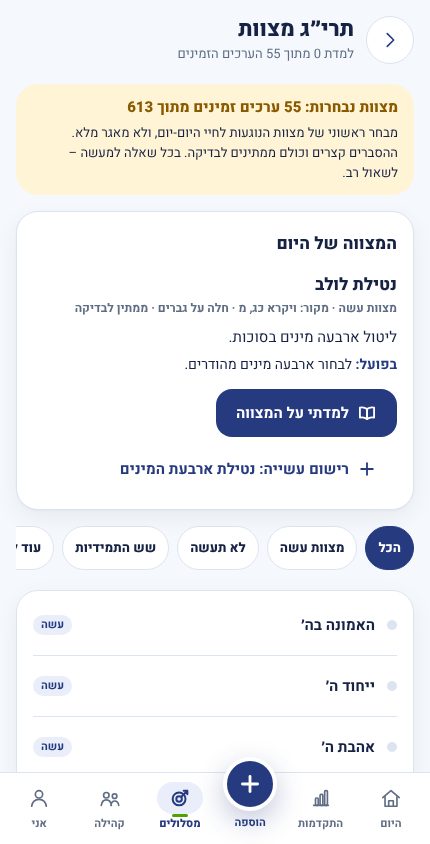 תרי״ג מצוות
למדת 0 מתוך 55 הערכים הזמינים
מצוות נבחרות: 55 ערכים זמינים מתוך 613
מבחר ראשוני של מצוות הנוגעות לחיי היום-יום, ולא מאגר מלא.
ההסברים קצרים וכולם ממתינים לבדיקה. בכל שאלה למעשה –
לשאול רב.
המצווה של היום
נטילת לולב
מצוות עשה · מקור: ויקרא כג, מ · חלה על גברים · ממתין לבדיקה
ליטול ארבעה מינים בסוכות.
בפועל: לבחור ארבעה מינים מהודרים.
למדתי על המצווה
רישום עשייה: נטילת ארבעת המינים
הכל
מצוות עשה
לא תעשה
שש התמידיות
עוד
האמונה בה׳
עשה
ייחוד ה׳
עשה
אהבת ה׳
עשה
היום
התקדמות
הוספה
מסלולים
קהילה
אני